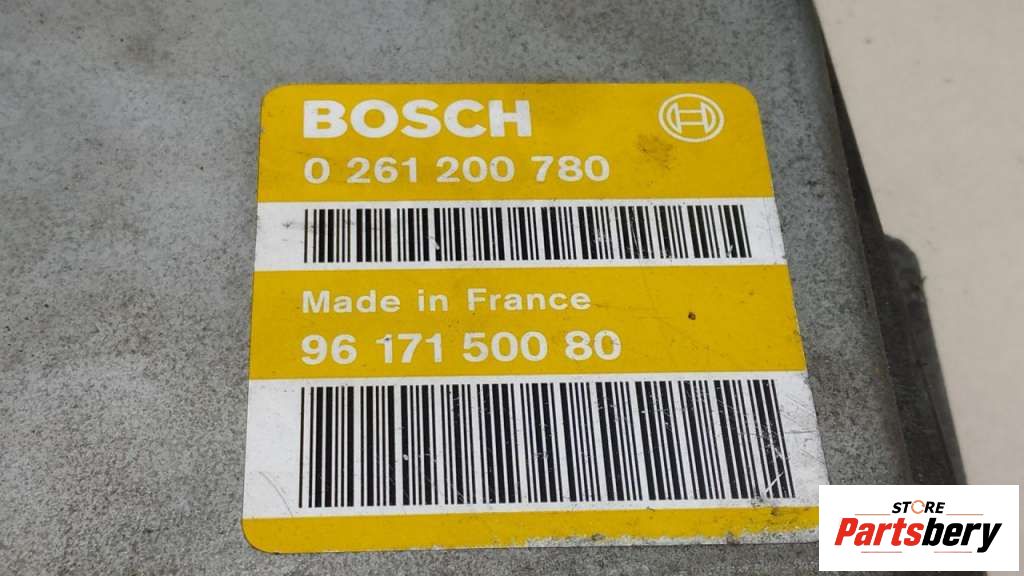 BOSCH
0 261 200 780
Made in France
96 171 500 80
STORE
Partsbery